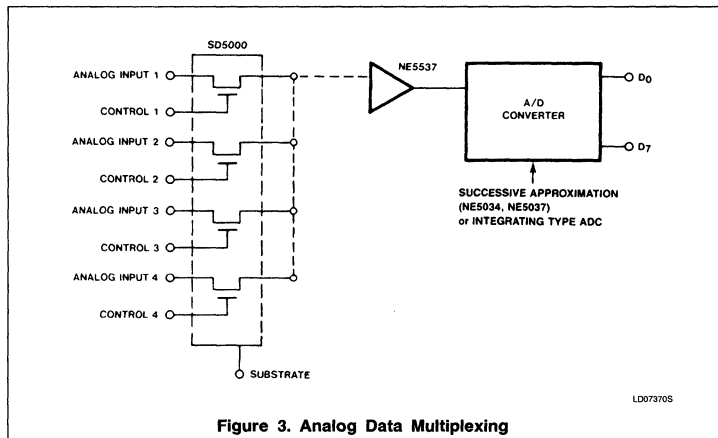 SD5000
NE5537
ANALOG INPUT 1
CONTROL 1
ANALOG INPUT 2
CONTROL 2
ANALOG INPUT 3
CONTROL 3
ANALOG INPUT 4
CONTROL 4
SUBSTRATE
A/D
CONVERTER
D0
D7
SUCCESSIVE APPROXIMATION
(NE5034, NE5037)
or INTEGRATING TYPE ADC
LD07370S
Figure 3. Analog Data Multiplexing